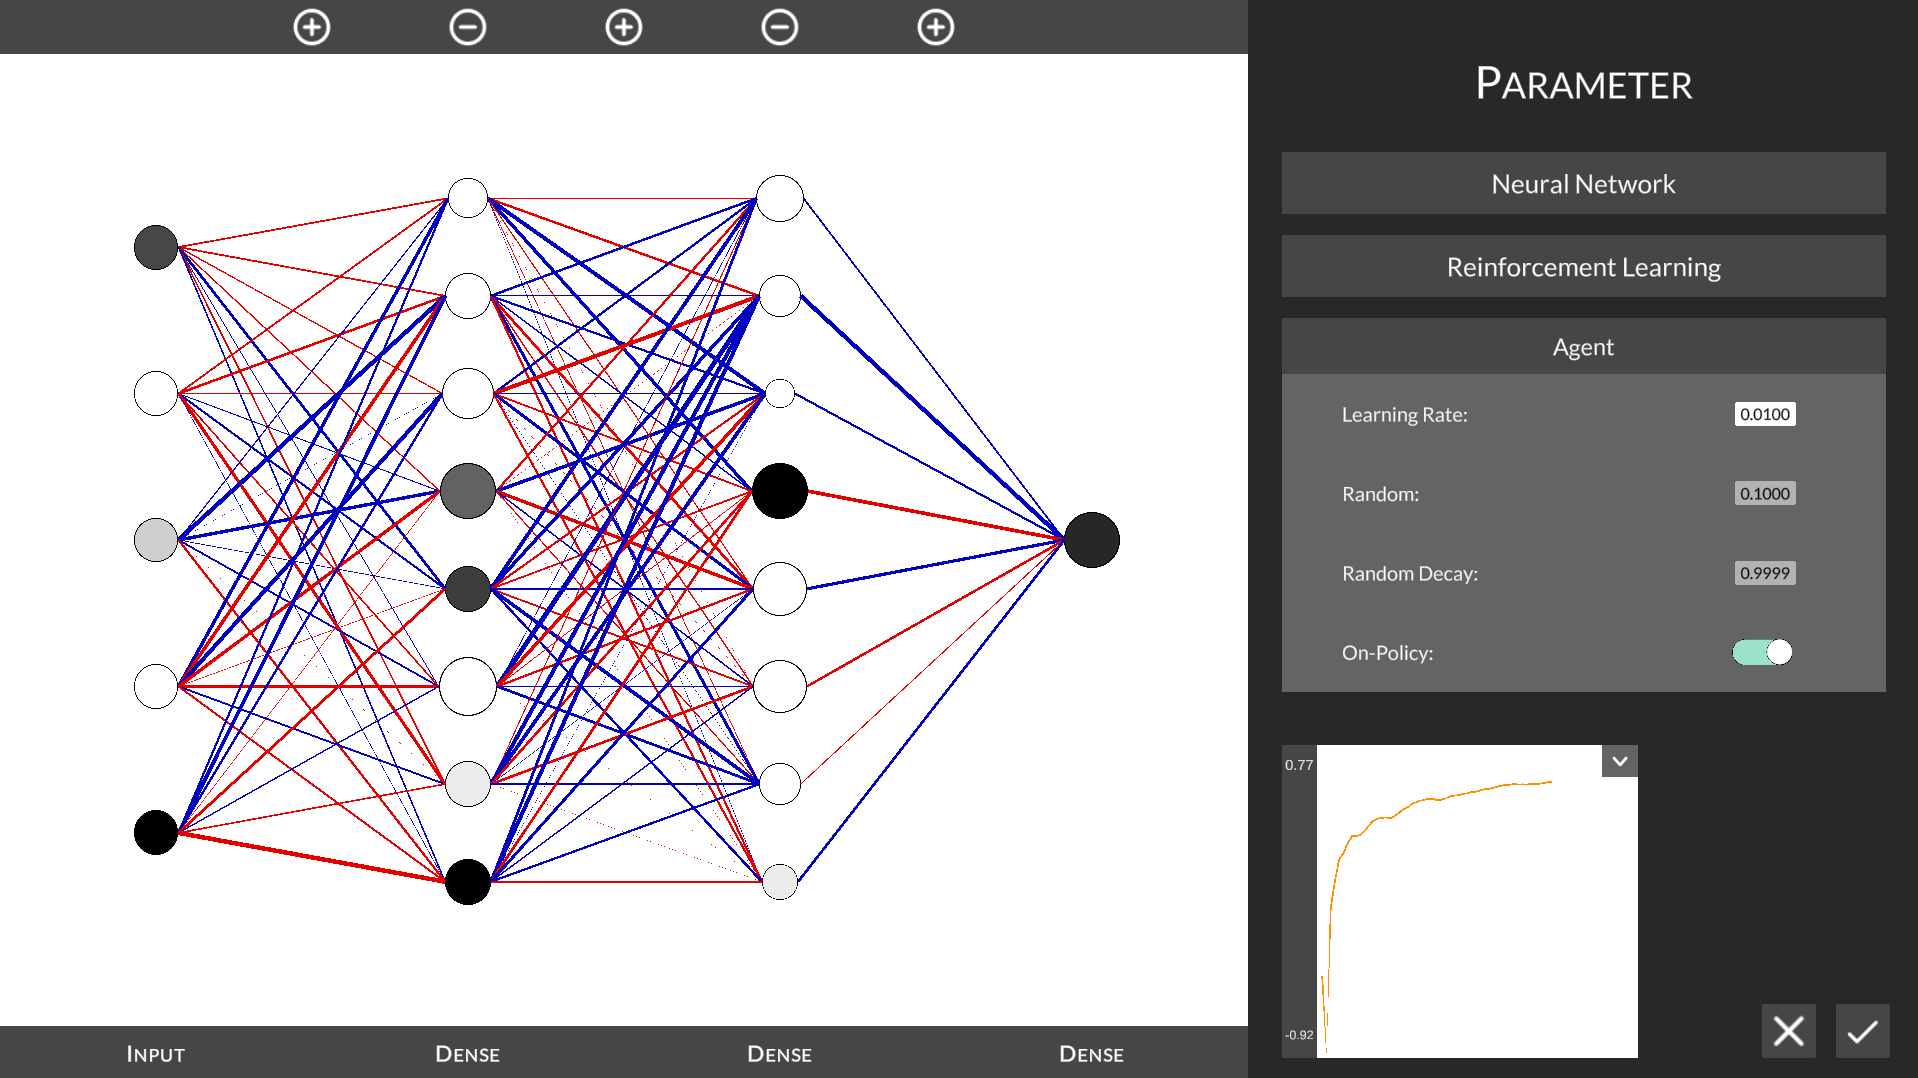 PARAMETER
Neural Network
Reinforcement Learning
Agent
Learning Rate: 0.0100
Random: 0.1000
Random Decay: 0.9999
On-Policy:
0.77
-0.92
INPUT DENSE DENSE DENSE